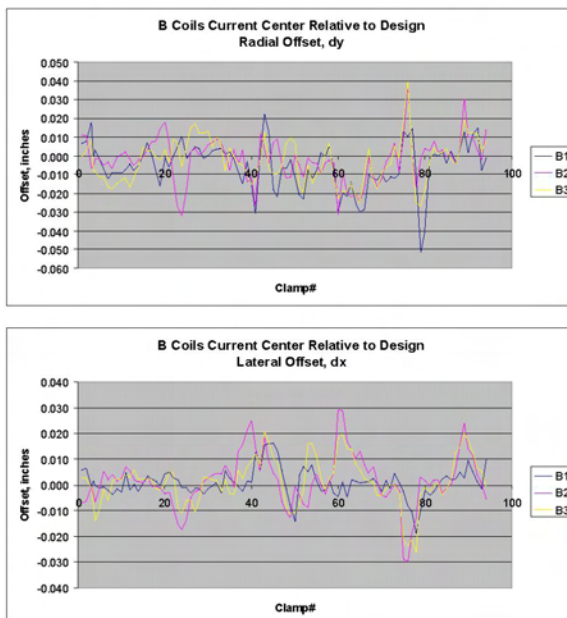 B Coils Current Center Relative to Design
Radial Offset, dy
0.050
0.040
0.030
0.020
0.010
0.000
-0.010
-0.020
-0.030
-0.040
-0.050
-0.060
0
20
40
60
80
100
Offset, inches
Clamp#
B1
B2
B3
B Coils Current Center Relative to Design
Lateral Offset, dx
0.040
0.030
0.020
0.010
0.000
-0.010
-0.020
-0.030
-0.040
0
20
40
60
80
100
Offset, inches
Clamp#
B1
B2
B3